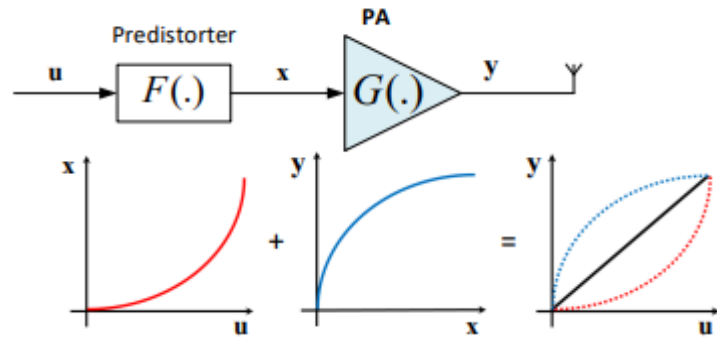 PA
Predistorter
u F(.) x G(.) y
x y y
+ =
u x u